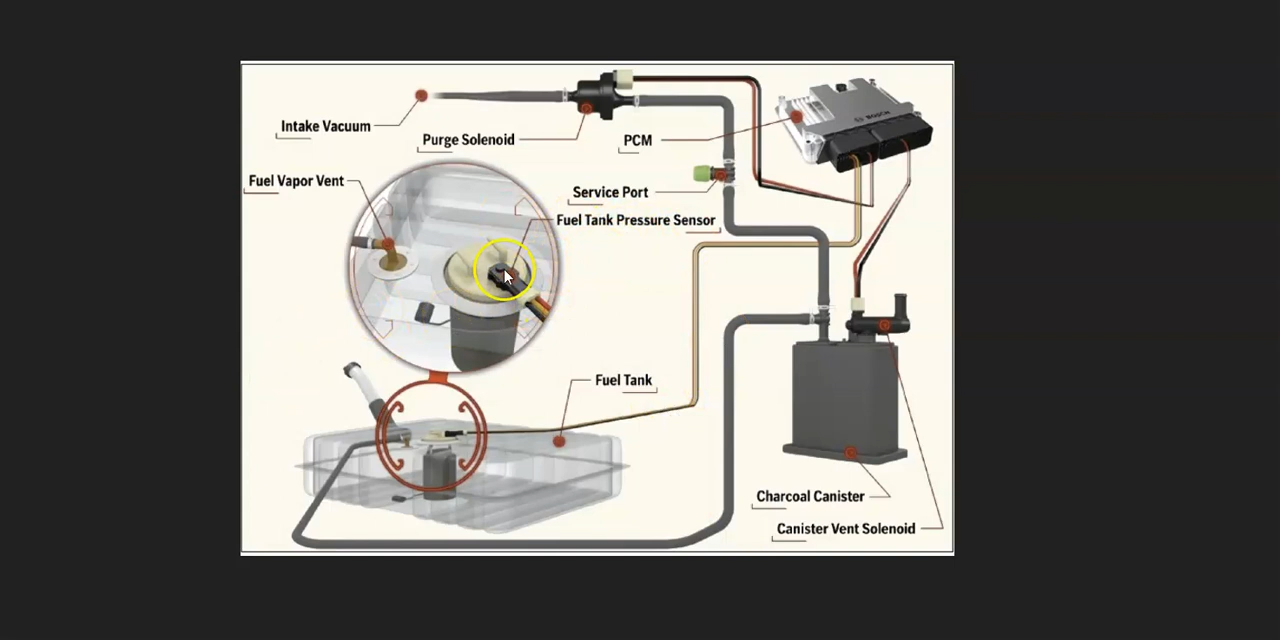 Intake Vacuum
Purge Solenoid
PCM
BOSCH
Fuel Vapor Vent
Service Port
Fuel Tank Pressure Sensor
Fuel Tank
Charcoal Canister
Canister Vent Solenoid